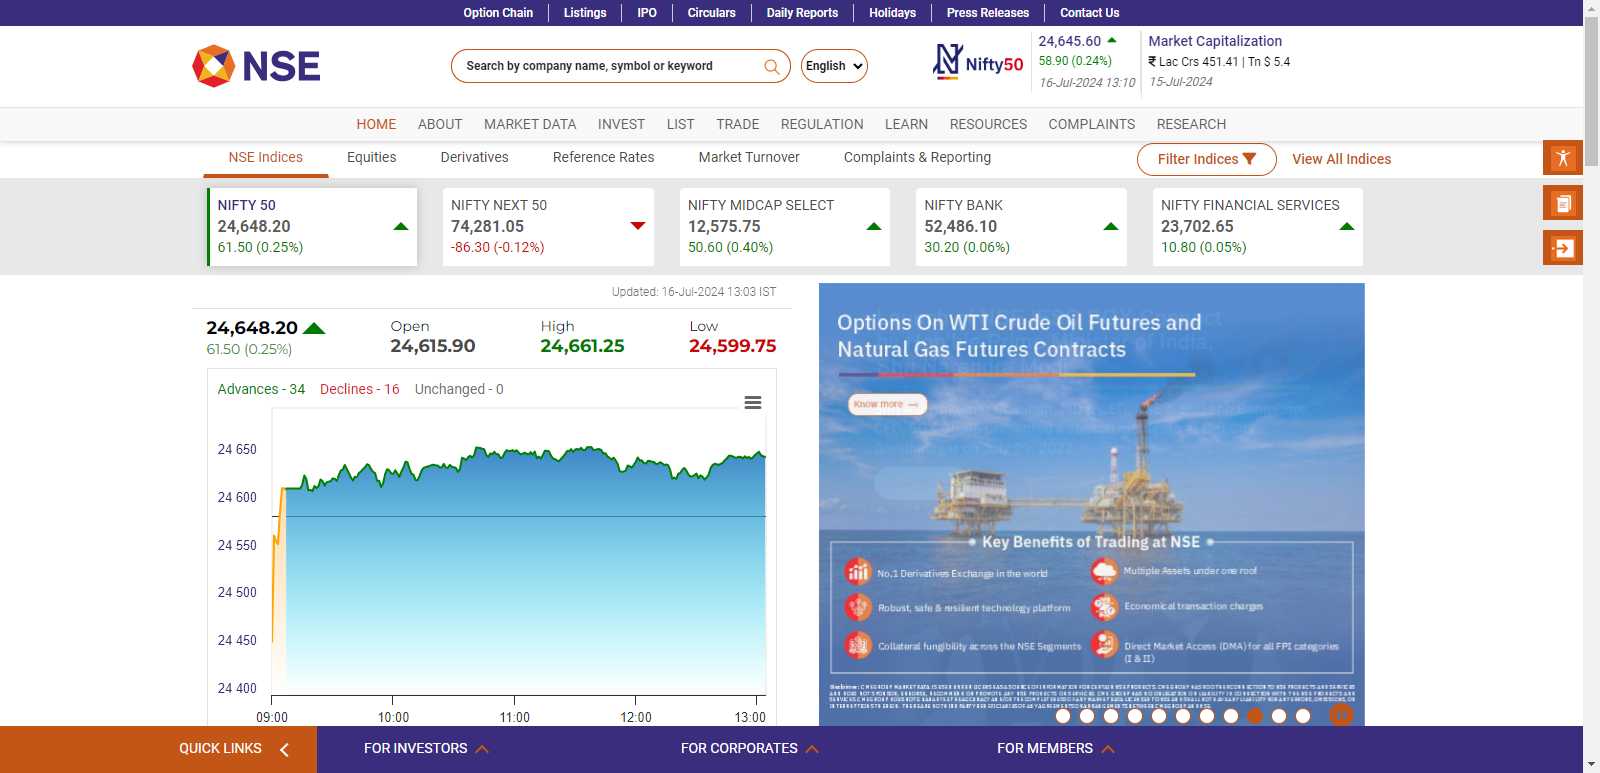 Option Chain
Listings
IPO
Circulars
Daily Reports
Holidays
Press Releases
Contact Us
NSE
Search by company name, symbol or keyword
English
Nifty50
24,645.60
58.90 (0.24%)
16-Jul-2024 13:10
Market Capitalization
₹ Lac Crs 451.41 | Tn $ 5.4
15-Jul-2024
HOME
ABOUT
MARKET DATA
INVEST
LIST
TRADE
REGULATION
LEARN
RESOURCES
COMPLAINTS
RESEARCH
NSE Indices
Equities
Derivatives
Reference Rates
Market Turnover
Complaints & Reporting
Filter Indices
View All Indices
NIFTY 50
24,648.20
61.50 (0.25%)
NIFTY NEXT 50
74,281.05
-86.30 (-0.12%)
NIFTY MIDCAP SELECT
12,575.75
50.60 (0.40%)
NIFTY BANK
52,486.10
30.20 (0.06%)
NIFTY FINANCIAL SERVICES
23,702.65
10.80 (0.05%)
Updated: 16-Jul-2024 13:03 IST
24,648.20
61.50 (0.25%)
Open
24,615.90
High
24,661.25
Low
24,599.75
Advances - 34
Declines - 16
Unchanged - 0
24 650
24 600
24 550
24 500
24 450
24 400
09:00
10:00
11:00
12:00
13:00
Options On WTI Crude Oil Futures and
Natural Gas Futures Contracts
Know more
Key Benefits of Trading at NSE
No.1 Derivatives Exchange in the world
Multiple Assets under one roof
Robust, safe & resilient technology platform
Economical transaction charges
Collateral fungibility across the NSE Segments
Direct Market Access (DMA) for all FPI categories
(I & II)
QUICK LINKS
FOR INVESTORS
FOR CORPORATES
FOR MEMBERS